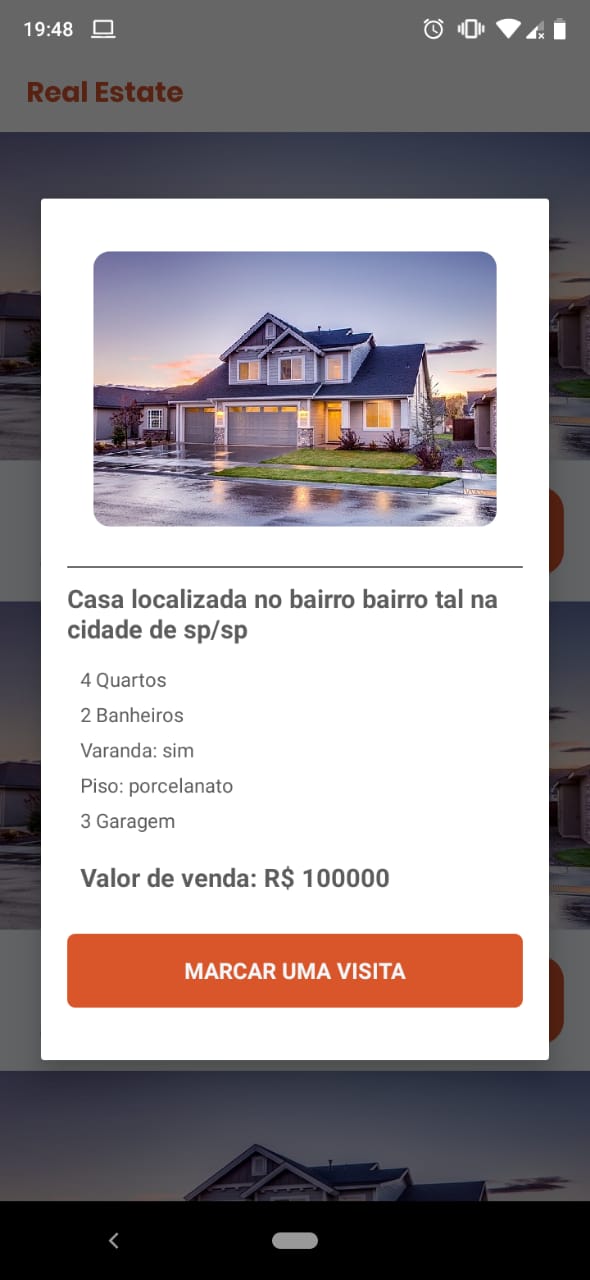 19:48
Real Estate
Casa localizada no bairro bairro tal na
cidade de sp/sp
4 Quartos
2 Banheiros
Varanda: sim
Piso: porcelanato
3 Garagem
Valor de venda: R$ 100000
MARCAR UMA VISITA